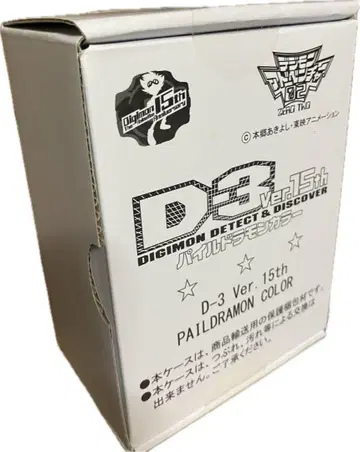 Digimon 15th
デジモン
アドベンチャー
02
ZERO TWO
© 本郷あきよし・東映アニメーション
D-3 Ver.15th
DIGIMON DETECT & DISCOVER
パイルドラモンカラー
☆ ☆ ☆
D-3 Ver. 15th
PAILDRAMON COLOR
●本ケースは、商品輸送用の保護梱包材です。
●本ケースは、つぶれ、汚れ等による交換は
出来ません。ご了承ください。